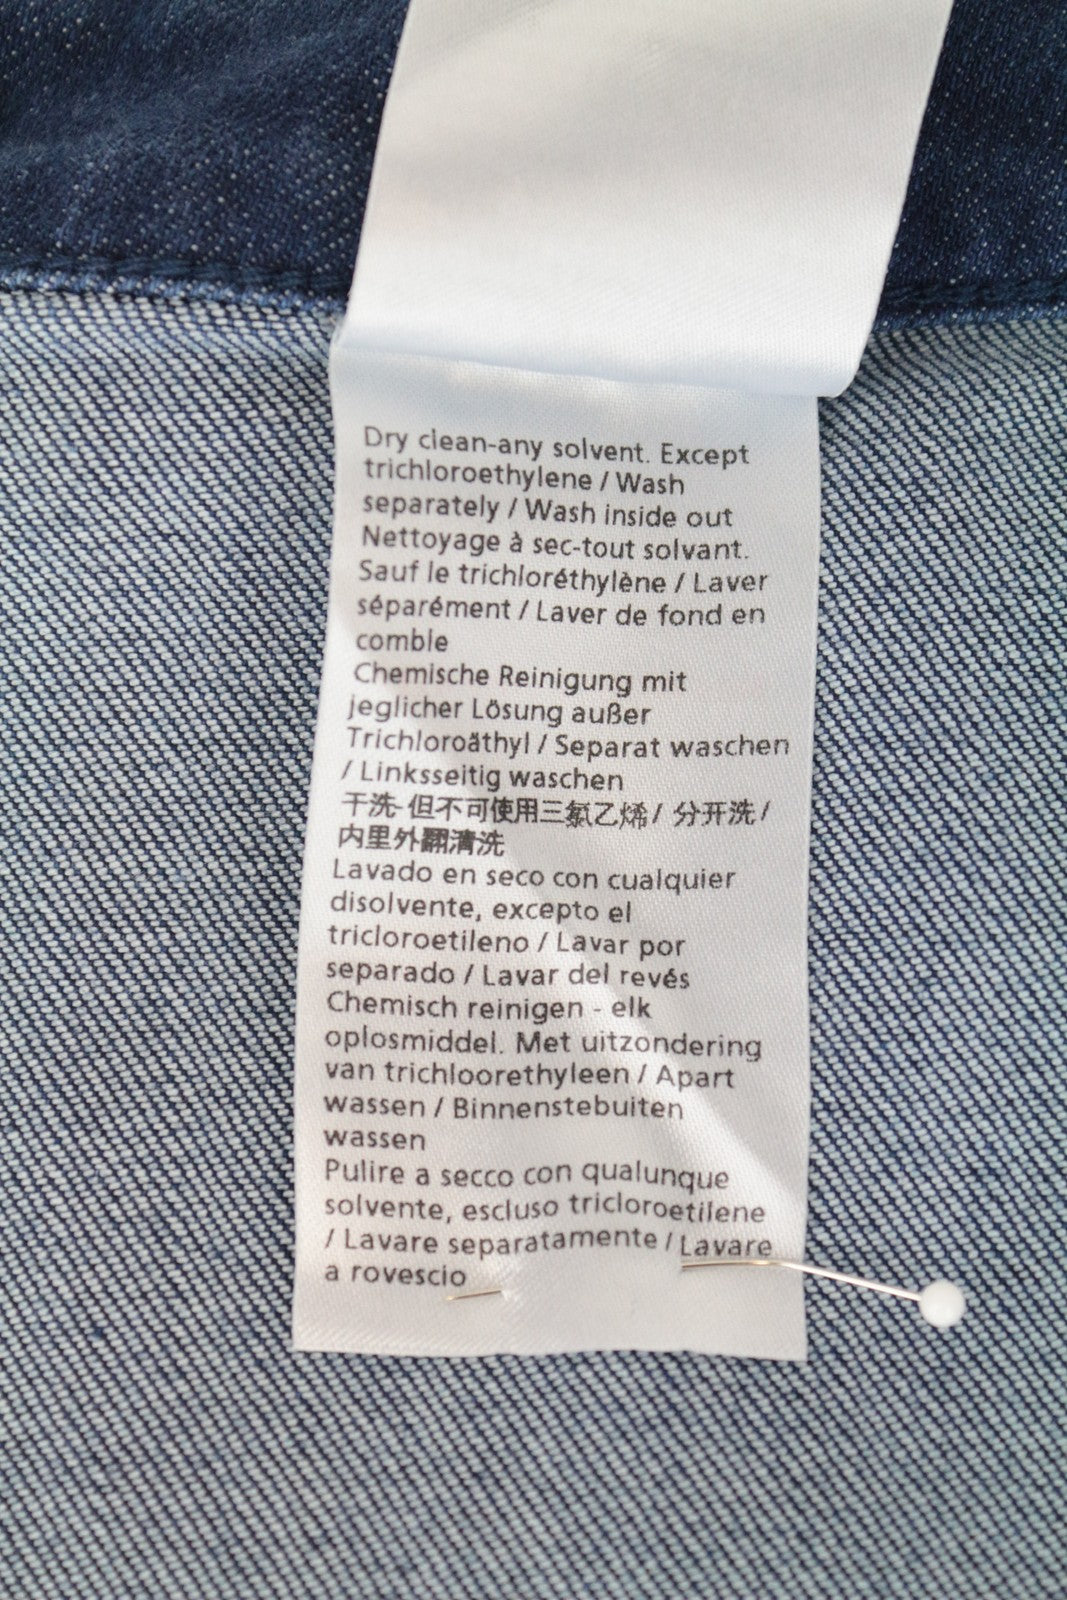 Dry clean-any solvent. Except
trichloroethylene / Wash
separately / Wash inside out
Nettoyage à sec-tout solvant.
Sauf le trichloréthylène / Laver
séparément / Laver de fond en
comble
Chemische Reinigung mit
jeglicher Lösung außer
Trichloroäthyl / Separat waschen
/ Linksseitig waschen
干洗-但不可使用三氯乙烯/ 分开洗/
内里外翻清洗
Lavado en seco con cualquier
disolvente, excepto el
tricloroetileno / Lavar por
separado / Lavar del revés
Chemisch reinigen - elk
oplosmiddel. Met uitzondering
van trichloorethyleen / Apart
wassen / Binnenstebuiten
wassen
Pulire a secco con qualunque
solvente, escluso tricloroetilene
/ Lavare separatamente / Lavare
a rovescio